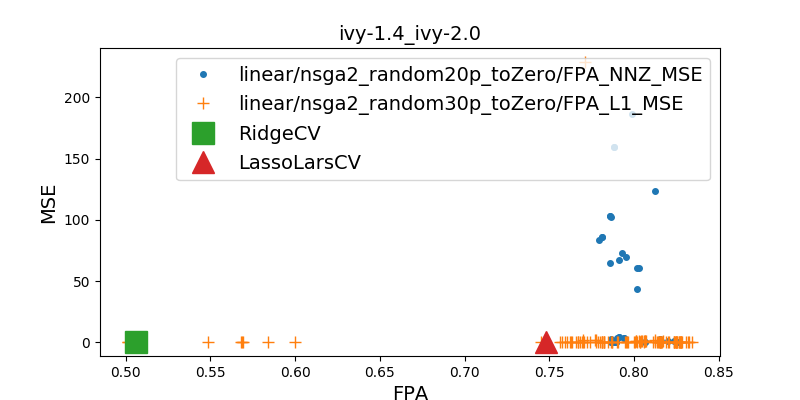 ivy-1.4_ivy-2.0
linear/nsga2_random20p_toZero/FPA_NNZ_MSE
linear/nsga2_random30p_toZero/FPA_L1_MSE
RidgeCV
LassoLarsCV
MSE
200
150
100
50
0
0.50 0.55 0.60 0.65 0.70 0.75 0.80 0.85
FPA